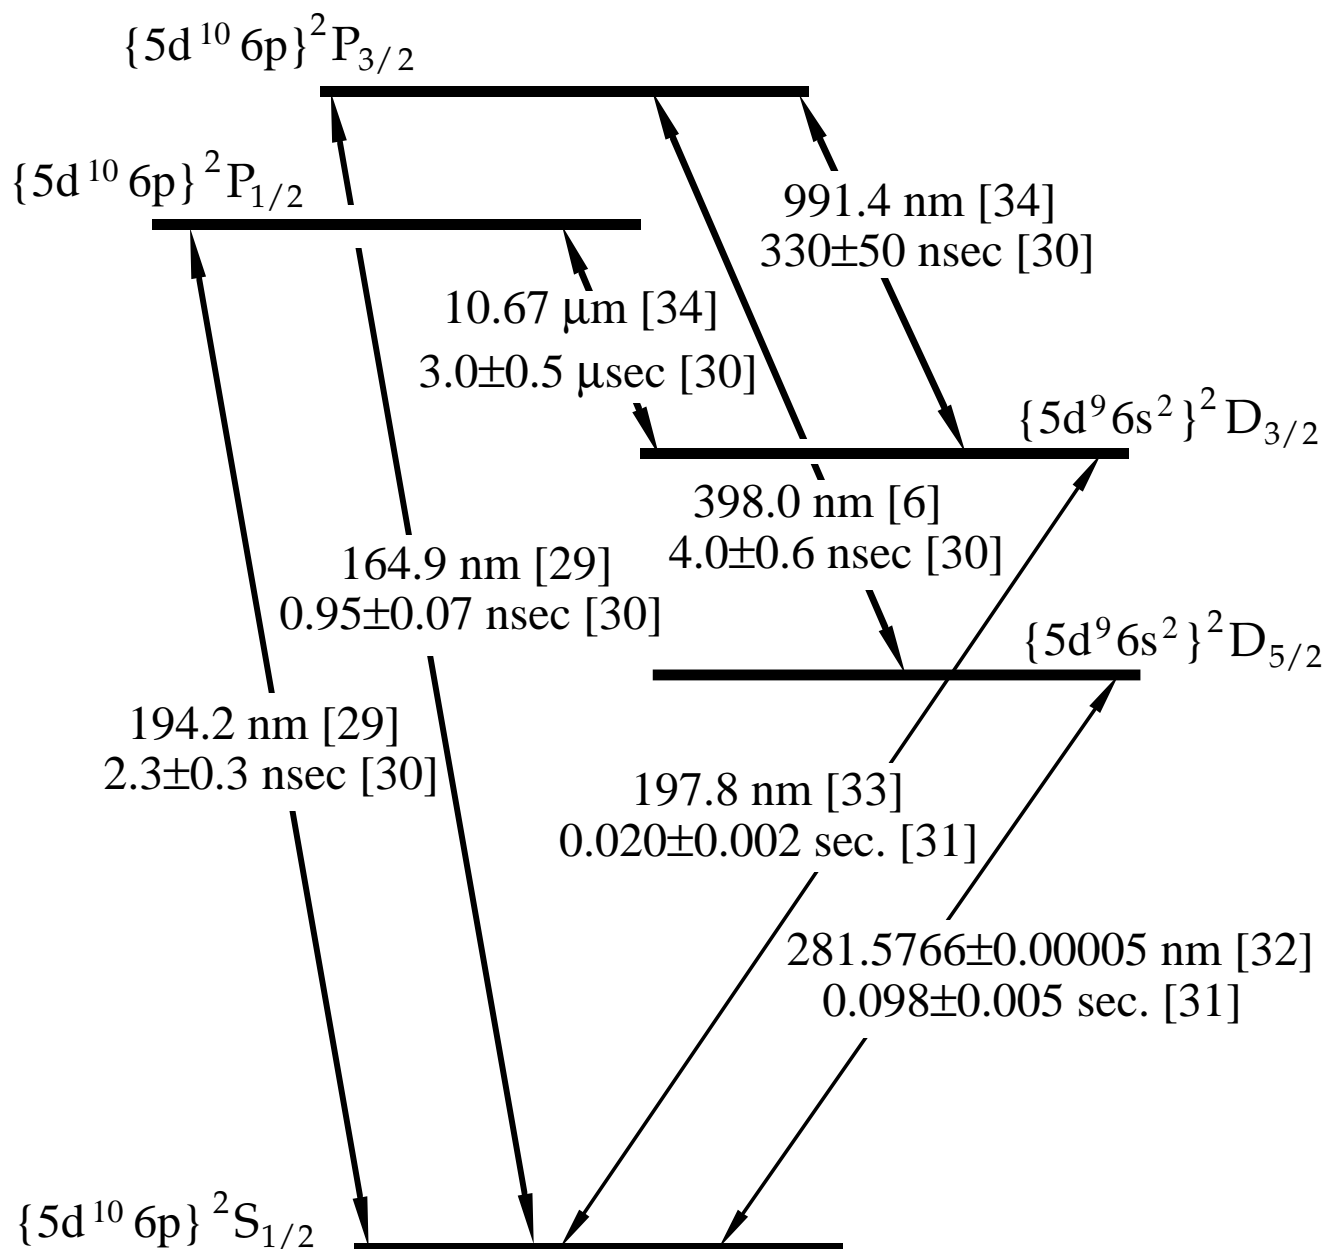 {5d¹⁰ 6p}²P₃/₂
{5d¹⁰ 6p}²P₁/₂
991.4 nm [34]
330±50 nsec [30]
10.67 μm [34]
3.0±0.5 μsec [30]
{5d⁹6s²}²D₃/₂
398.0 nm [6]
4.0±0.6 nsec [30]
164.9 nm [29]
0.95±0.07 nsec [30]
{5d⁹6s²}²D₅/₂
194.2 nm [29]
2.3±0.3 nsec [30]
197.8 nm [33]
0.020±0.002 sec. [31]
281.5766±0.00005 nm [32]
0.098±0.005 sec. [31]
{5d¹⁰ 6p}²S₁/₂